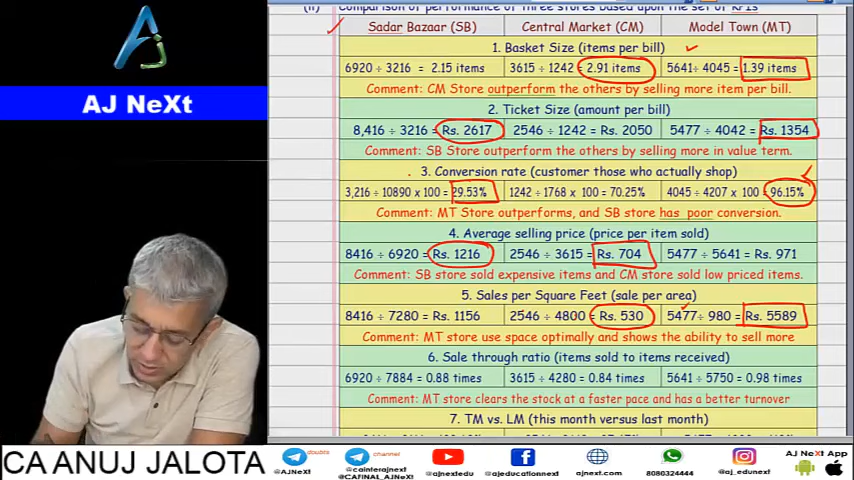 (ii) Comparison of performance of Three stores based upon the set of KPIs
Sadar Bazaar (SB) Central Market (CM) Model Town (MT)
1. Basket Size (items per bill)
6920 ÷ 3216 = 2.15 items 3615 ÷ 1242 = 2.91 items 5641÷ 4045 = 1.39 items
Comment: CM Store outperform the others by selling more item per bill.
2. Ticket Size (amount per bill)
8,416 ÷ 3216 = Rs. 2617 2546 ÷ 1242 = Rs. 2050 5477 ÷ 4042 = Rs. 1354
Comment: SB Store outperform the others by selling more in value term.
3. Conversion rate (customer those who actually shop)
3,216 ÷ 10890 x 100 = 29.53% 1242 ÷ 1768 x 100 = 70.25% 4045 ÷ 4207 x 100 = 96.15%
Comment: MT Store outperforms, and SB store has poor conversion.
4. Average selling price (price per item sold)
8416 ÷ 6920 = Rs. 1216 2546 ÷ 3615 = Rs. 704 5477 ÷ 5641 = Rs. 971
Comment: SB store sold expensive items and CM store sold low priced items.
5. Sales per Square Feet (sale per area)
8416 ÷ 7280 = Rs. 1156 2546 ÷ 4800 = Rs. 530 5477÷ 980 = Rs. 5589
Comment: MT store use space optimally and shows the ability to sell more
6. Sale through ratio (items sold to items received)
6920 ÷ 7884 = 0.88 times 3615 ÷ 4280 = 0.84 times 5641 ÷ 5750 = 0.98 times
Comment: MT store clears the stock at a faster pace and has a better turnover
7. TM vs. LM (this month versus last month)
AJ NeXt
CA ANUJ JALOTA
doubts
/AJNeXt
/cainterajnext
/CAFINAL_AJNeXt
/ajnextedu
/ajeducationnext
ajnext.com
8080324444
/aj_edunext
AJ NeXt App